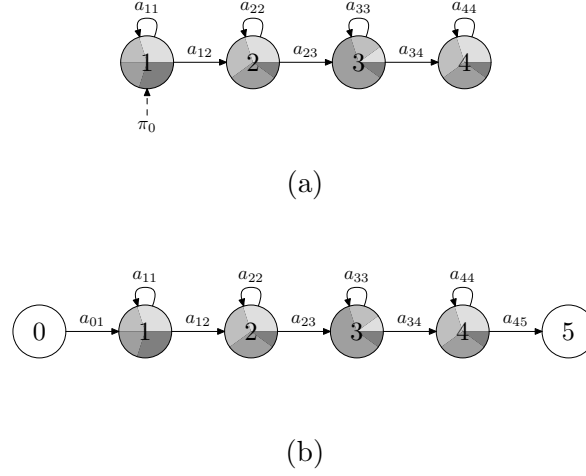 a₁₁ a₂₂ a₃₃ a₄₄
1 a₁₂ 2 a₂₃ 3 a₃₄ 4
π₀
(a)
a₁₁ a₂₂ a₃₃ a₄₄
0 a₀₁ 1 a₁₂ 2 a₂₃ 3 a₃₄ 4 a₄₅ 5
(b)